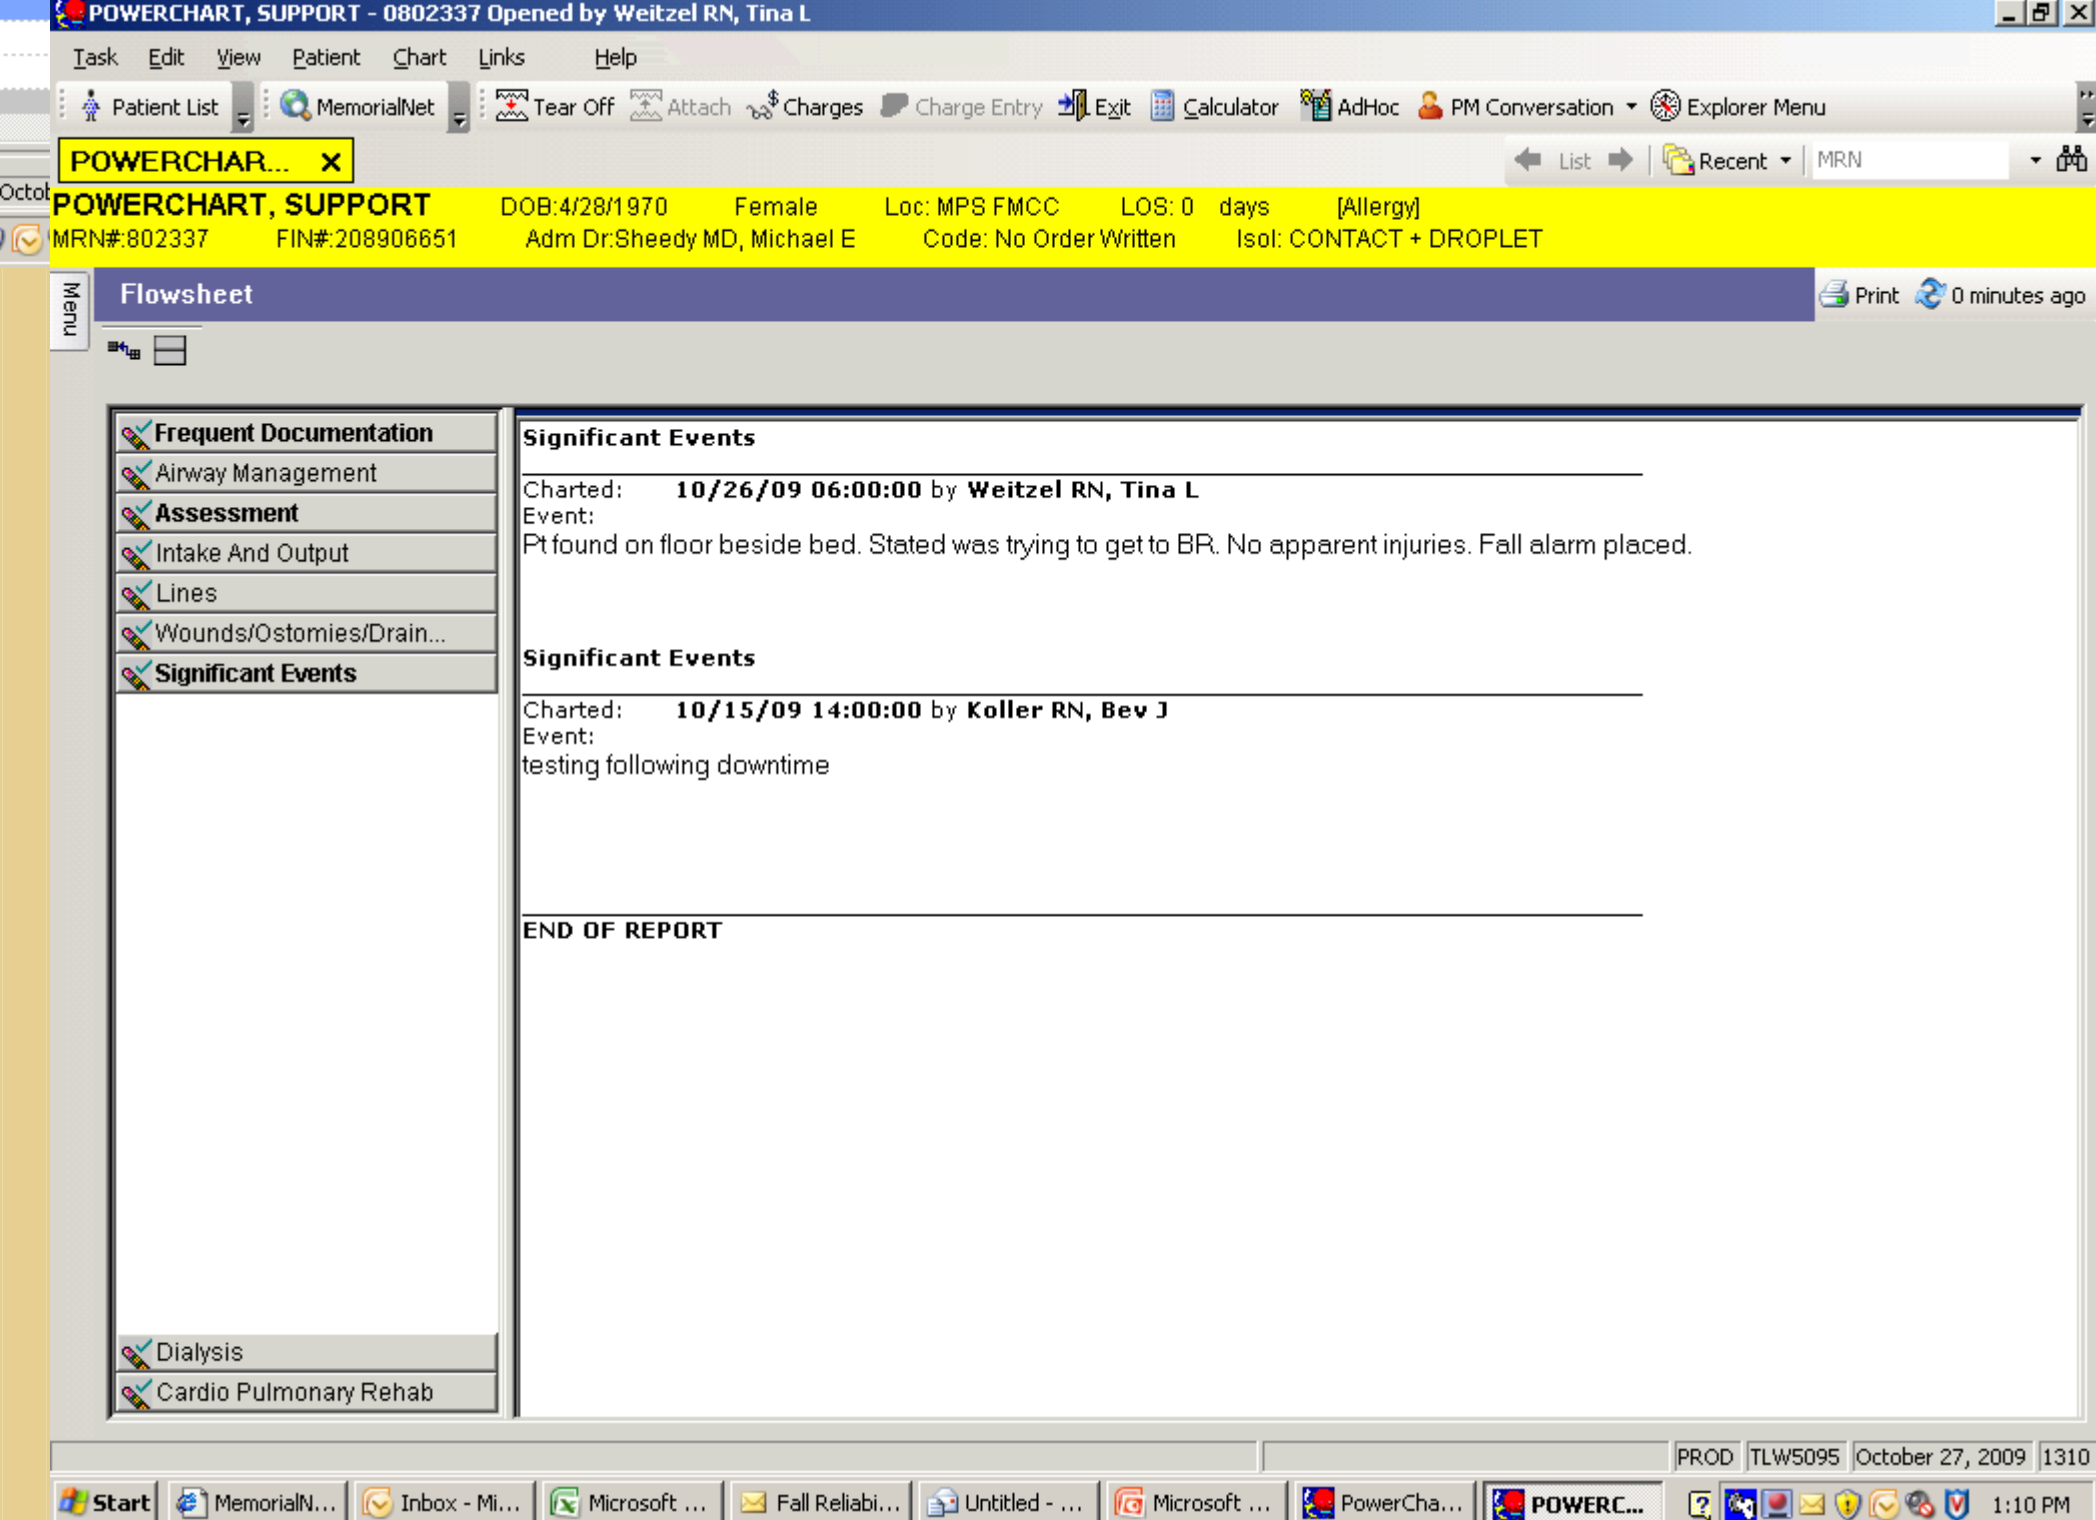 POWERCHART, SUPPORT - 0802337 Opened by Weitzel RN, Tina L
Task Edit View Patient Chart Links Help
Patient List MemorialNet Tear Off Attach Charges Charge Entry Exit Calculator AdHoc PM Conversation Explorer Menu
POWERCHAR... List Recent MRN
Octob
POWERCHART, SUPPORT DOB:4/28/1970 Female Loc: MPS FMCC LOS: 0 days [Allergy]
MRN#:802337 FIN#:208906651 Adm Dr:Sheedy MD, Michael E Code: No Order Written Isol: CONTACT + DROPLET
Menu
Flowsheet Print 0 minutes ago
Frequent Documentation
Airway Management
Assessment
Intake And Output
Lines
Wounds/Ostomies/Drain...
Significant Events
Dialysis
Cardio Pulmonary Rehab
Significant Events
Charted: 10/26/09 06:00:00 by Weitzel RN, Tina L
Event:
Pt found on floor beside bed. Stated was trying to get to BR. No apparent injuries. Fall alarm placed.
Significant Events
Charted: 10/15/09 14:00:00 by Koller RN, Bev J
Event:
testing following downtime
END OF REPORT
PROD TLW5095 October 27, 2009 1310
Start MemorialN... Inbox - Mi... Microsoft ... Fall Reliabi... Untitled - ... Microsoft ... PowerCha... POWERC... 1:10 PM